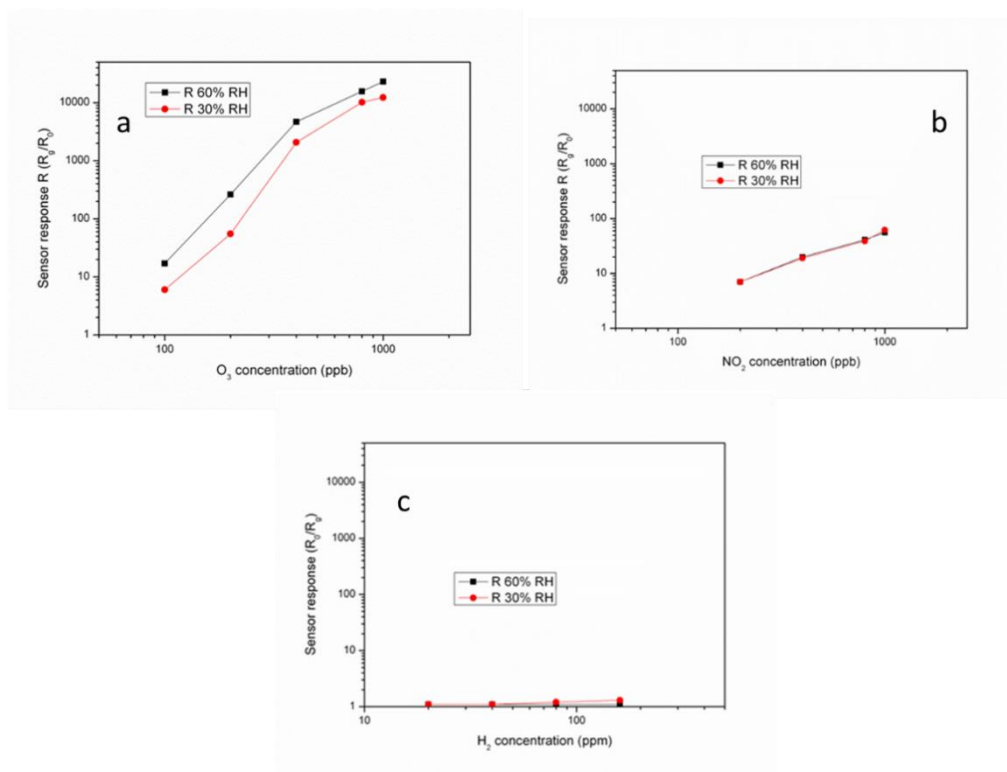 a
R 60% RH
R 30% RH
10000
1000
100
10
1
Sensor response R (Rg/R0)
100
1000
O3 concentration (ppb)
b
R 60% RH
R 30% RH
10000
1000
100
10
1
Sensor response R (Rg/R0)
100
1000
NO2 concentration (ppb)
c
R 60% RH
R 30% RH
10000
1000
100
10
1
Sensor response (R0/Rg)
10
100
H2 concentration (ppm)